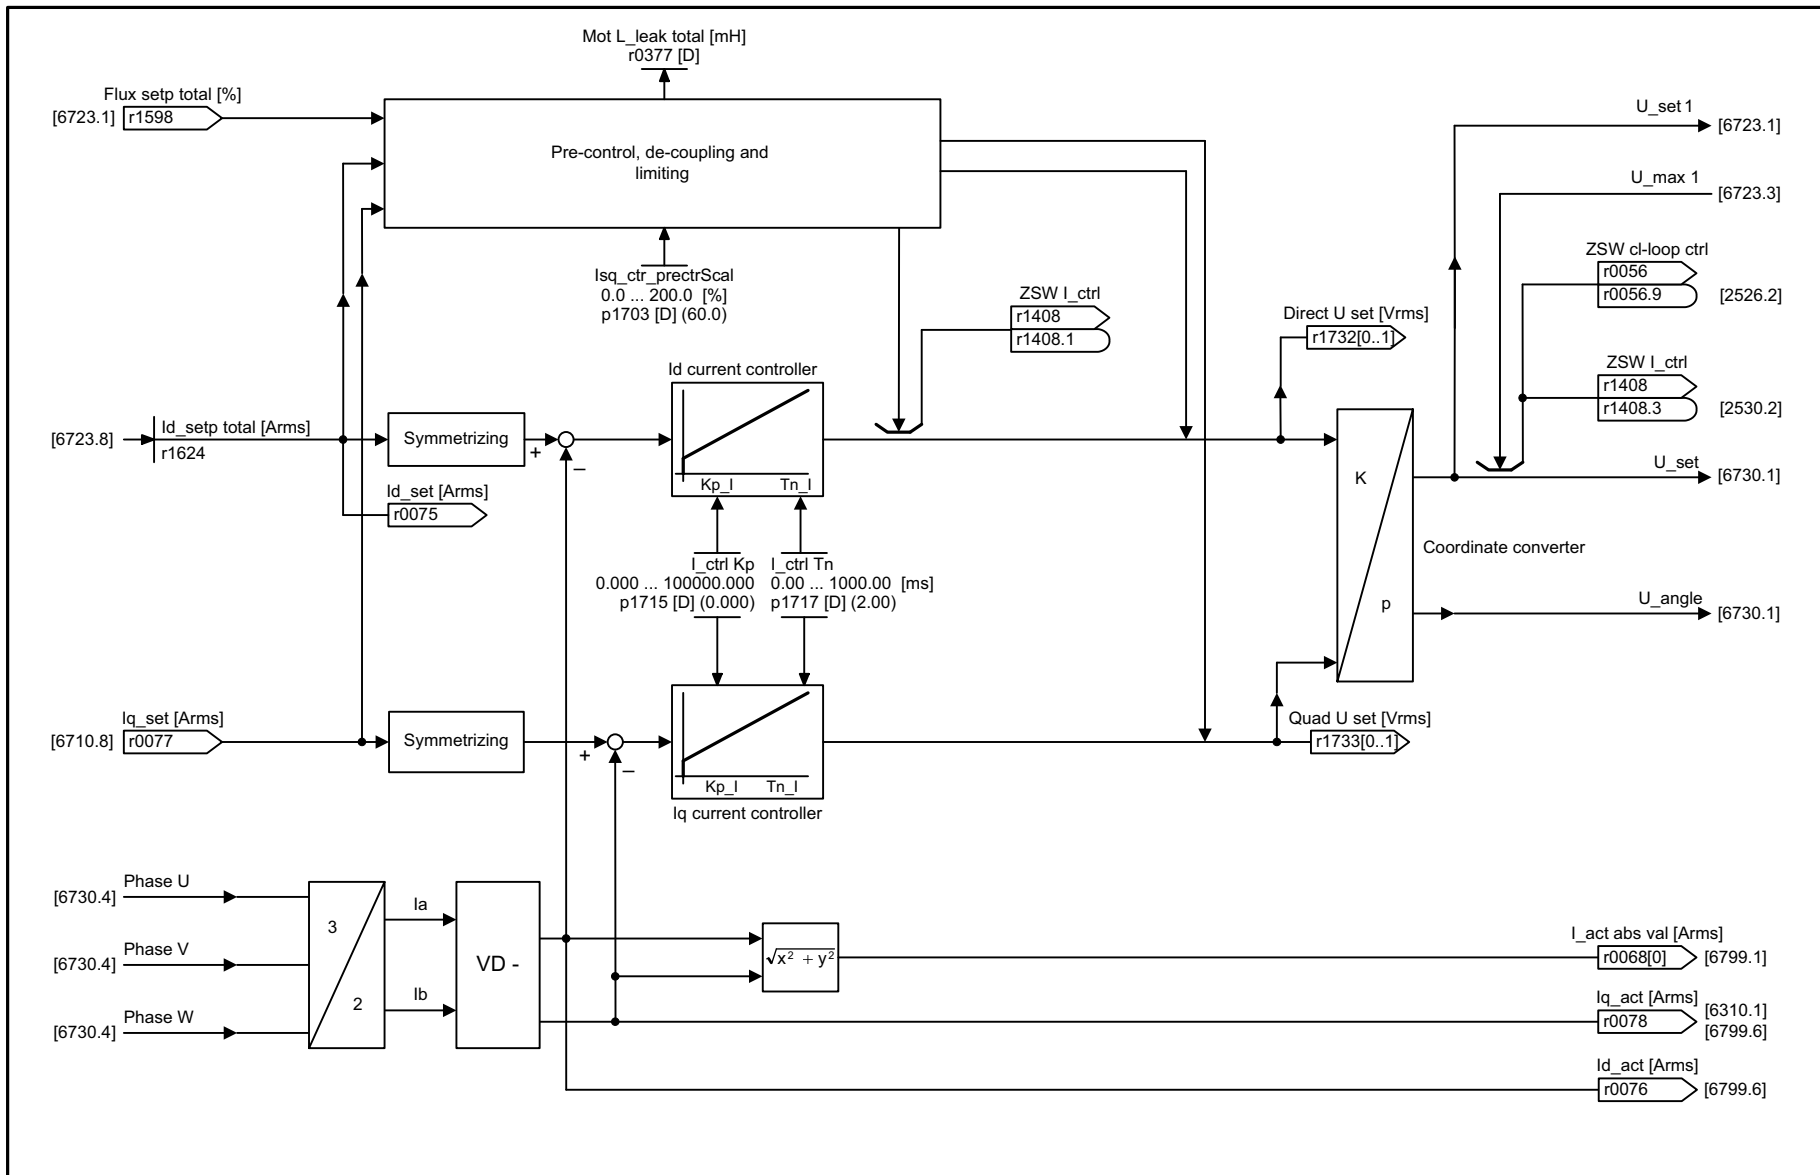 Mot L_leak total [mH]
r0377 [D]
Flux setp total [%]
[6723.1] r1598
Pre-control, de-coupling and
limiting
U_set 1
[6723.1]
U_max 1
[6723.3]
Isq_ctr_prectrScal
0.0 ... 200.0 [%]
p1703 [D] (60.0)
ZSW I_ctrl
r1408
r1408.1
Direct U set [Vrms]
r1732[0..1]
ZSW cl-loop ctrl
r0056
r0056.9 [2526.2]
ZSW I_ctrl
r1408
r1408.3 [2530.2]
Id current controller
Kp_I Tn_I
[6723.8] Id_setp total [Arms]
r1624
Symmetrizing
+
–
Id_set [Arms]
r0075
K
p
U_set
[6730.1]
Coordinate converter
U_angle
[6730.1]
I_ctrl Kp
0.000 ... 100000.000
p1715 [D] (0.000)
I_ctrl Tn
0.00 ... 1000.00 [ms]
p1717 [D] (2.00)
Iq_set [Arms]
[6710.8] r0077
Symmetrizing
+
–
Kp_I Tn_I
Iq current controller
Quad U set [Vrms]
r1733[0..1]
Phase U
[6730.4]
Phase V
[6730.4]
Phase W
[6730.4]
3
2
Ia
Ib
VD -
√x² + y²
I_act abs val [Arms]
r0068[0] [6799.1]
Iq_act [Arms]
r0078 [6310.1]
[6799.6]
Id_act [Arms]
r0076 [6799.6]